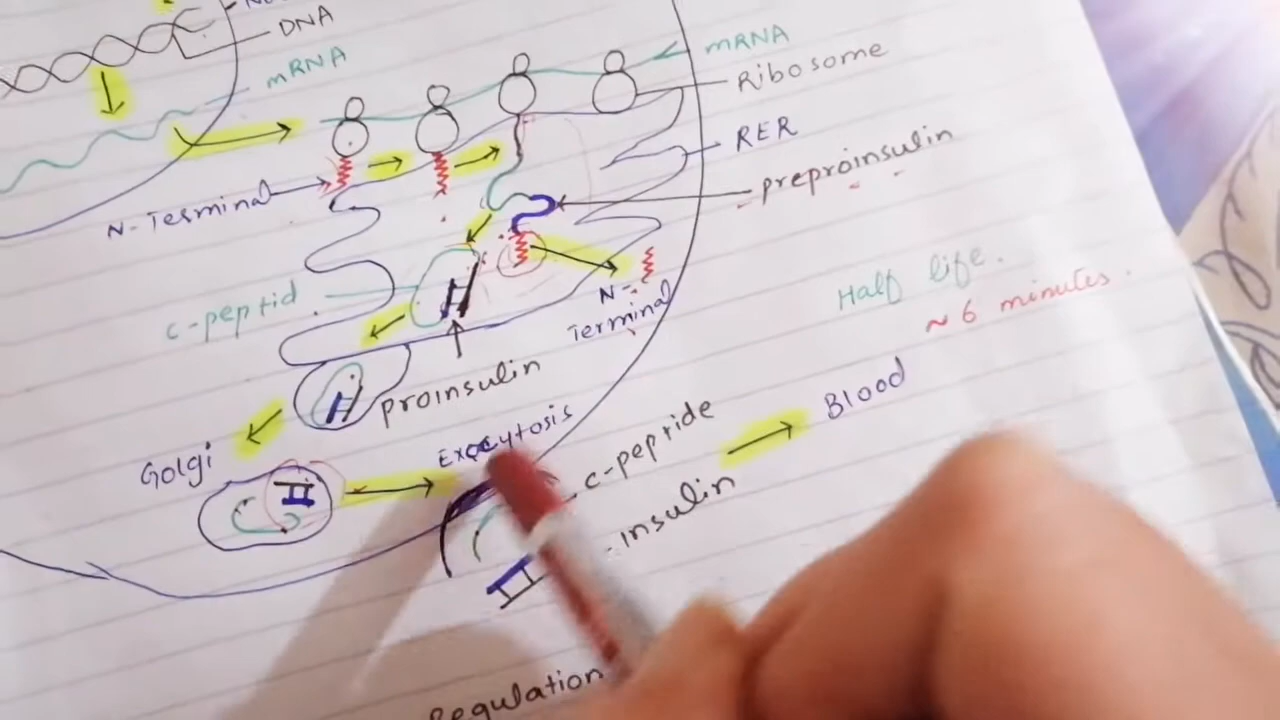 DNA
mRNA
mRNA
Ribosome
RER
preproinsulin
N-Terminal
c-peptid
N-
Terminal
Half life.
~ 6 minutes.
proinsulin
Golgi
Exocytosis
c-peptide
Blood
insulin
Regulation